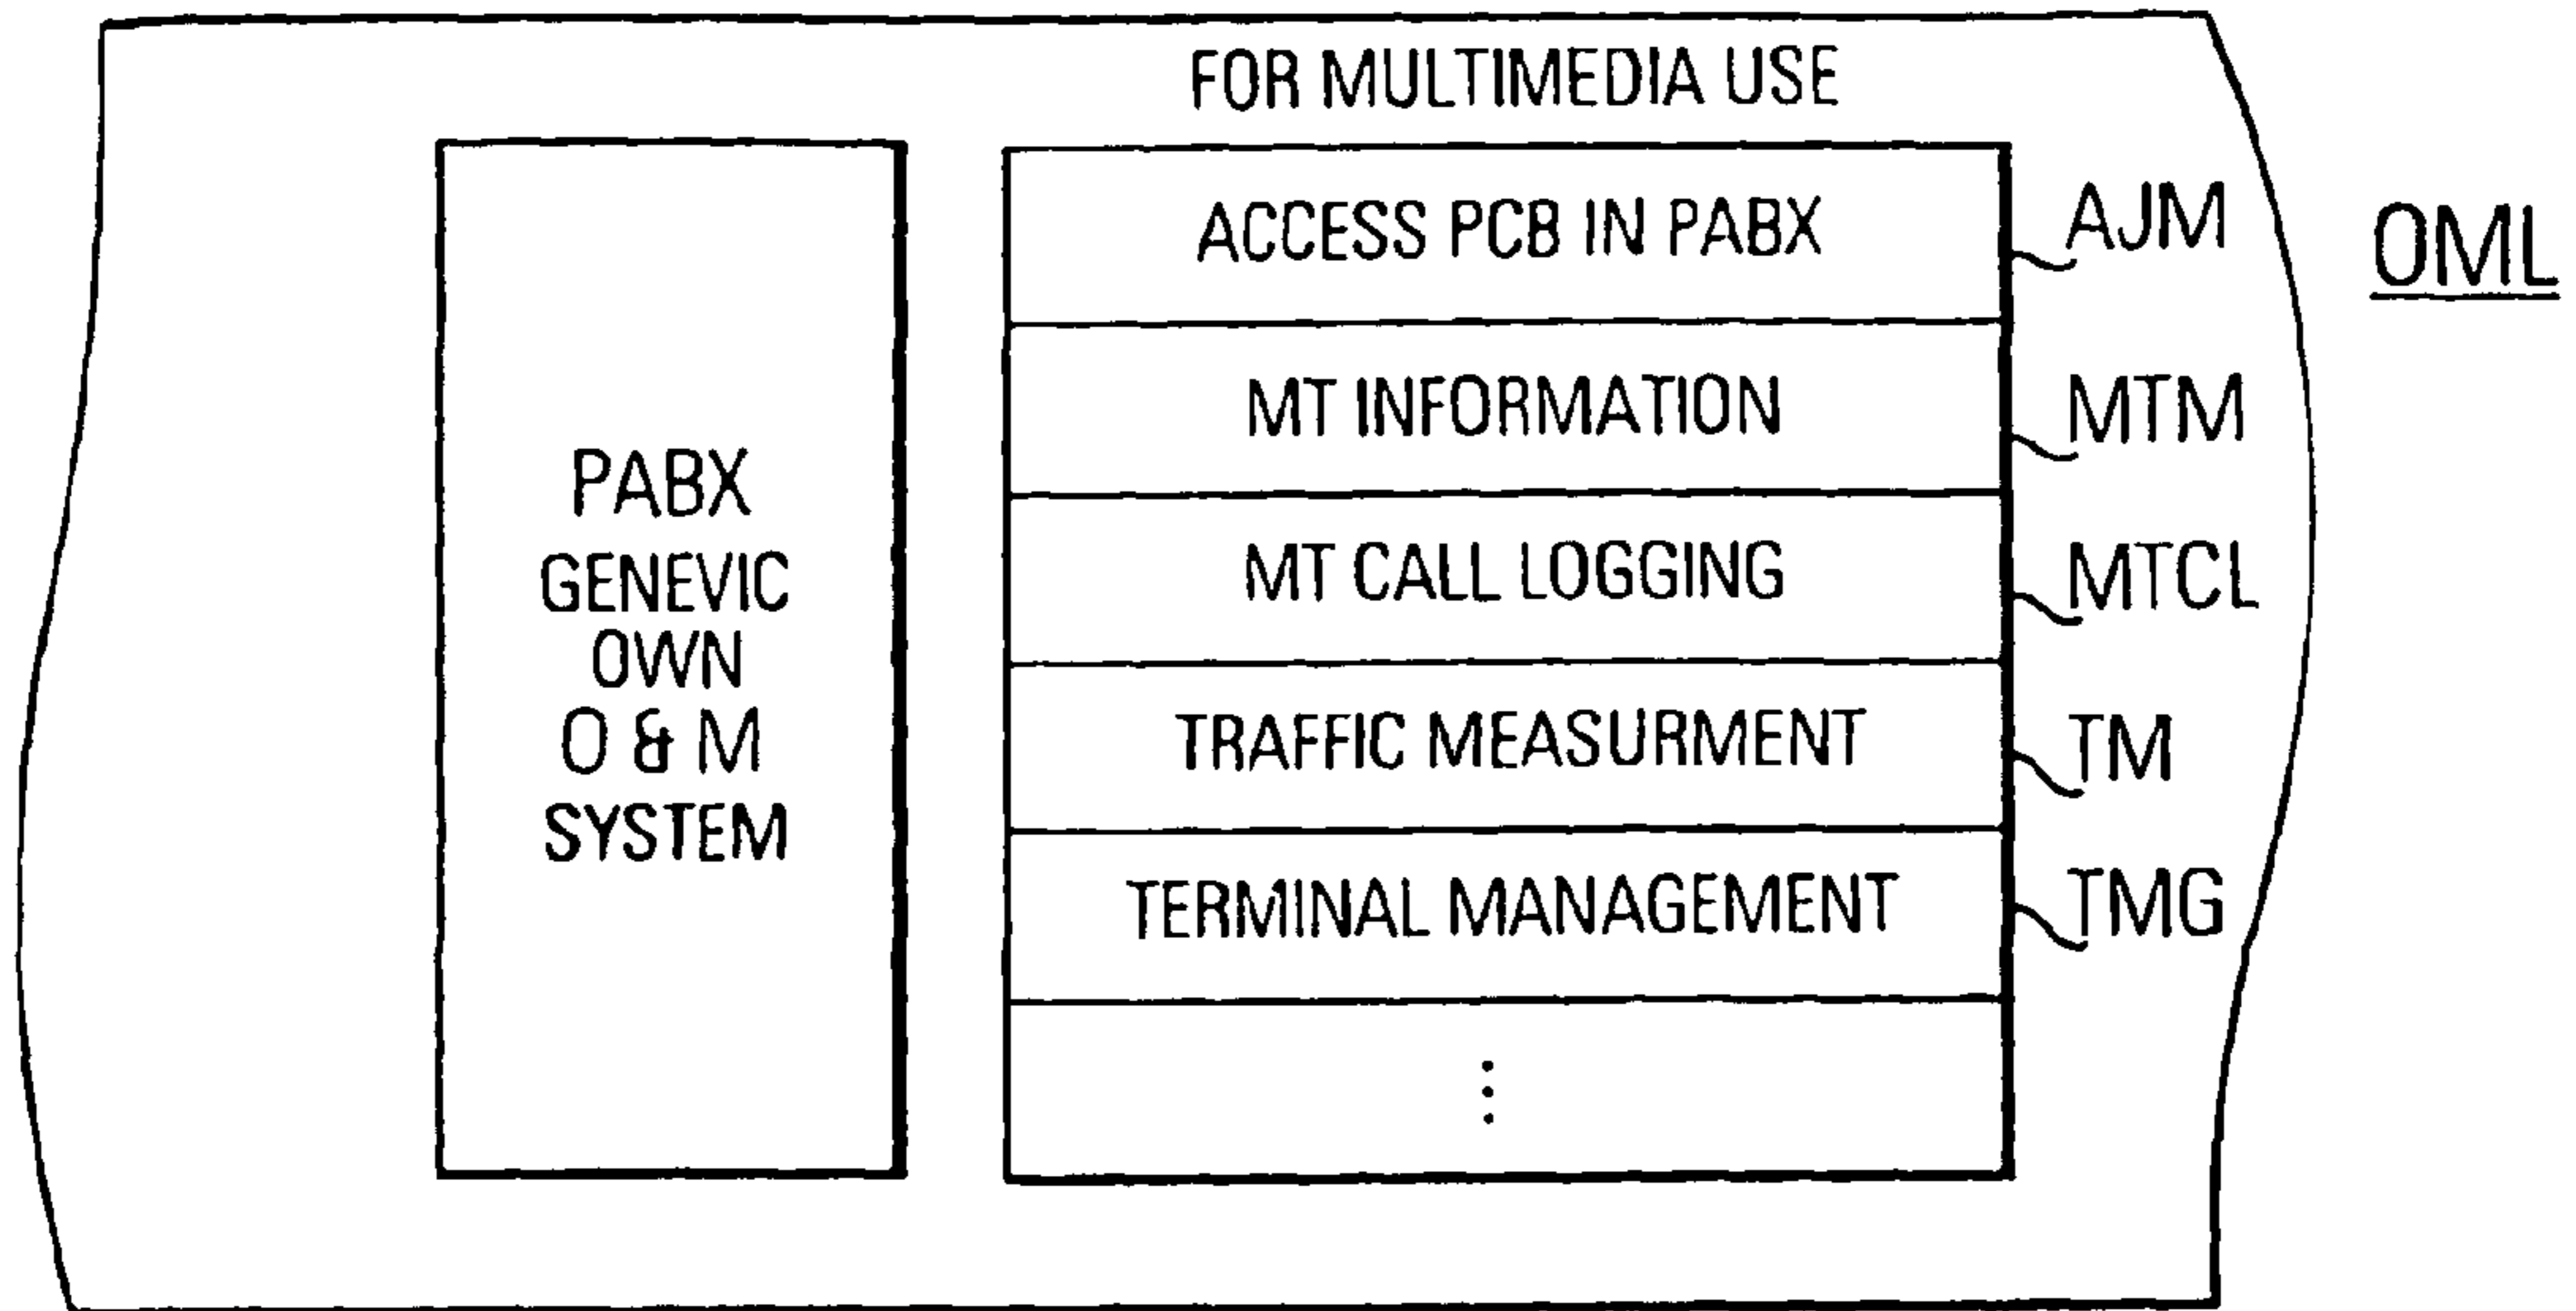 FOR MULTIMEDIA USE
PABX
GENEVIC
OWN
O & M
SYSTEM
ACCESS PCB IN PABX
AJM
MT INFORMATION
MTM
MT CALL LOGGING
MTCL
TRAFFIC MEASURMENT
TM
TERMINAL MANAGEMENT
TMG
⋮
OML